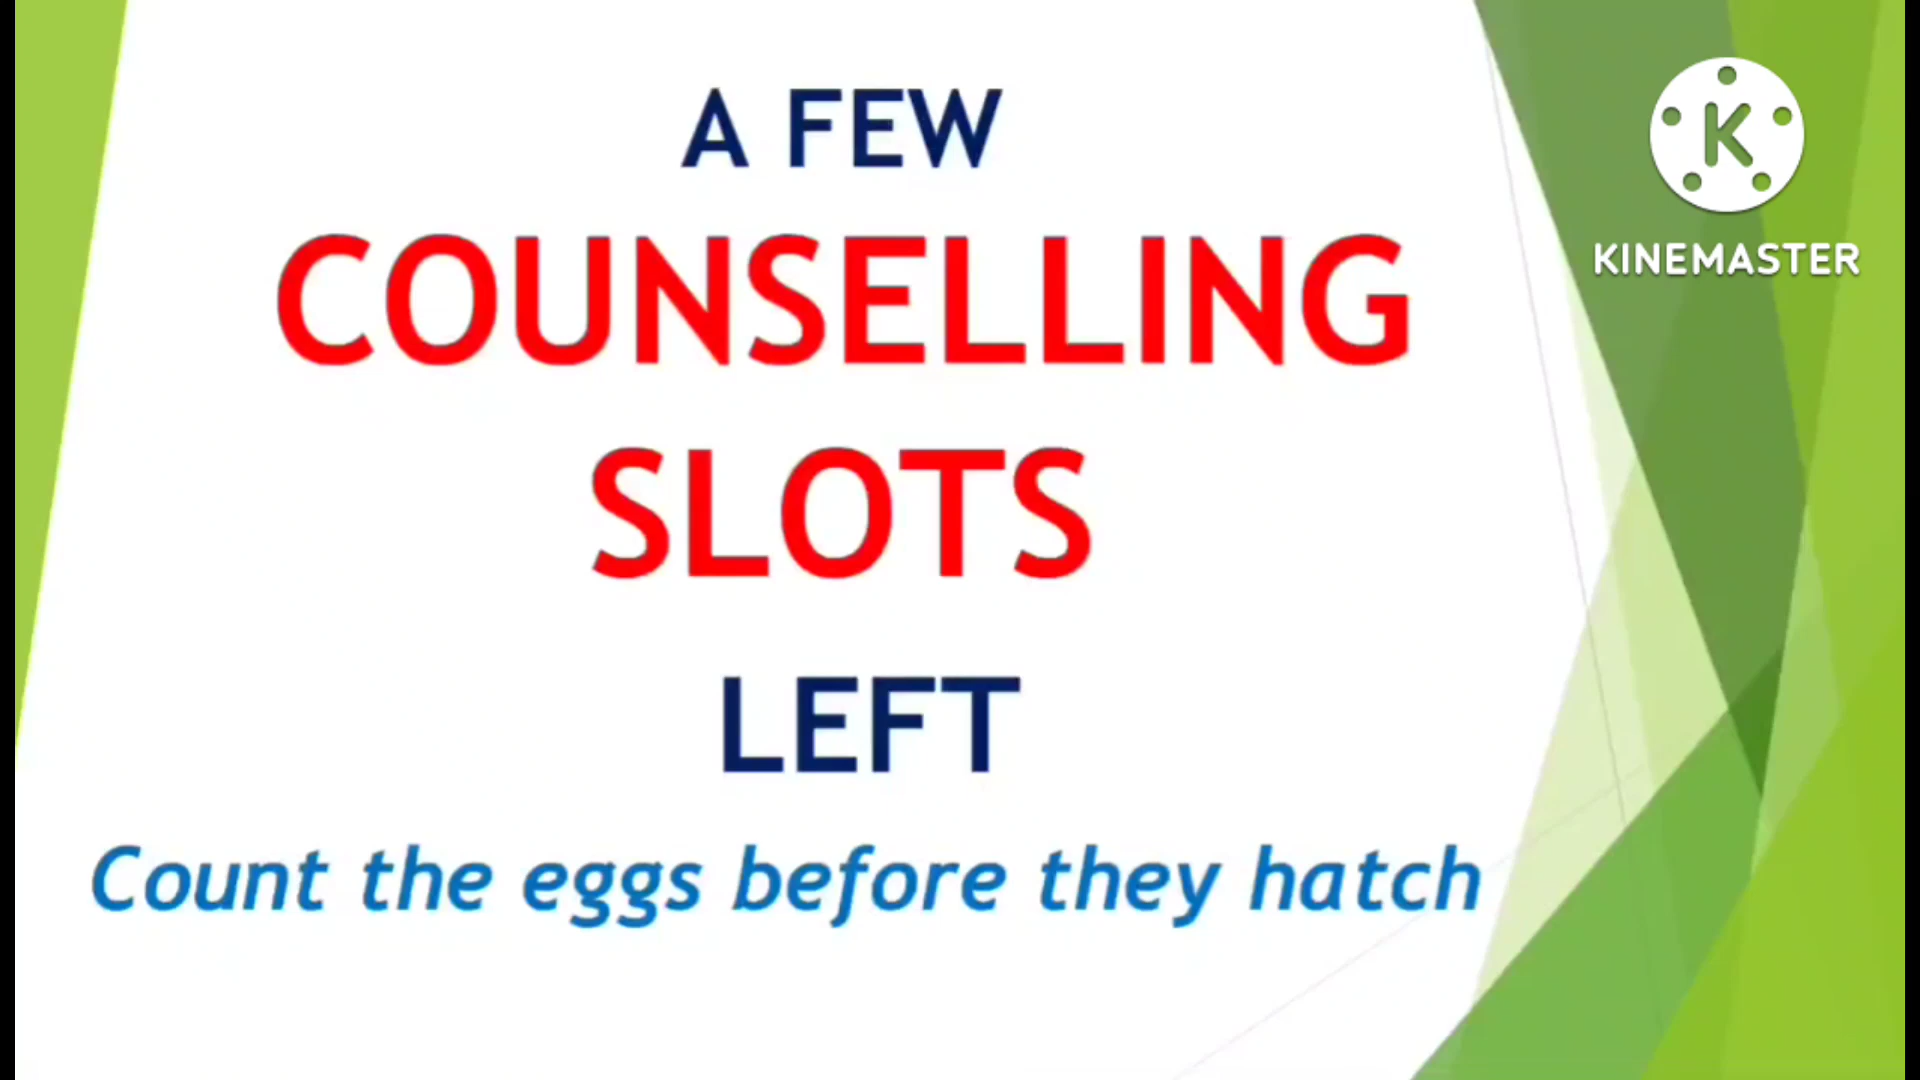 A FEW
COUNSELLING
SLOTS
LEFT
Count the eggs before they hatch
K
KINEMASTER